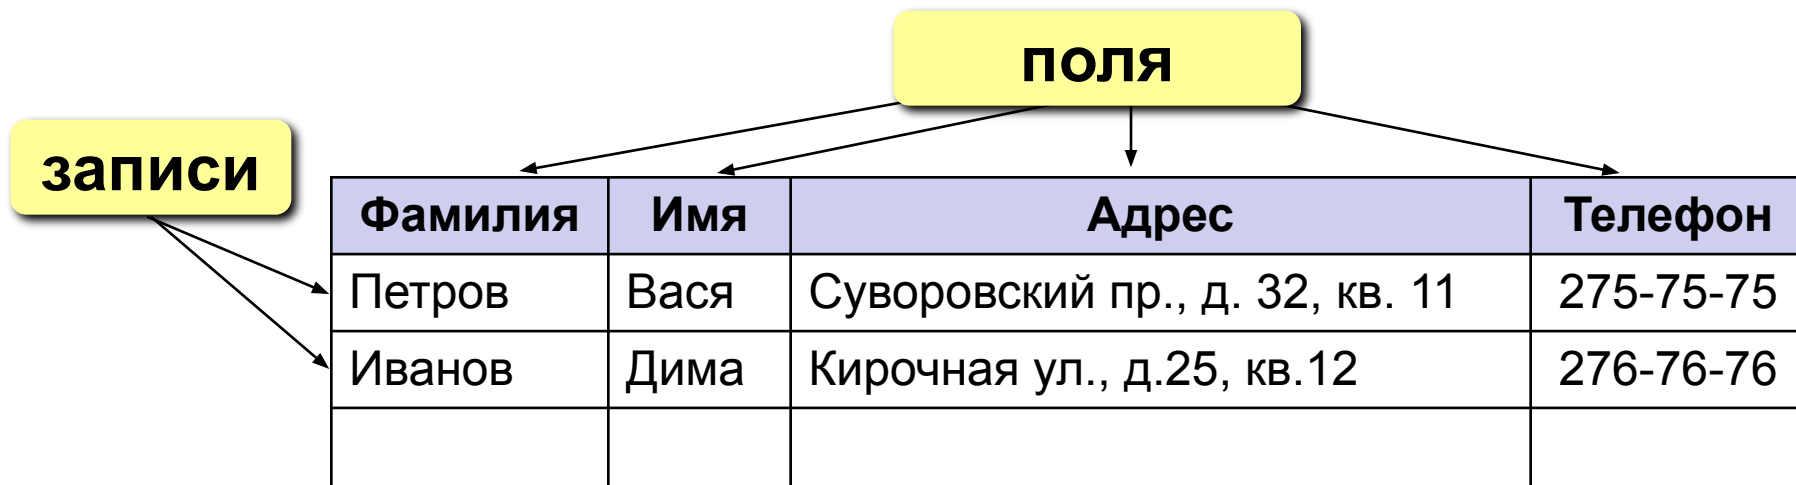 поля
записи
Фамилия Имя Адрес Телефон
Петров Вася Суворовский пр., д. 32, кв. 11 275-75-75
Иванов Дима Кирочная ул., д.25, кв.12 276-76-76